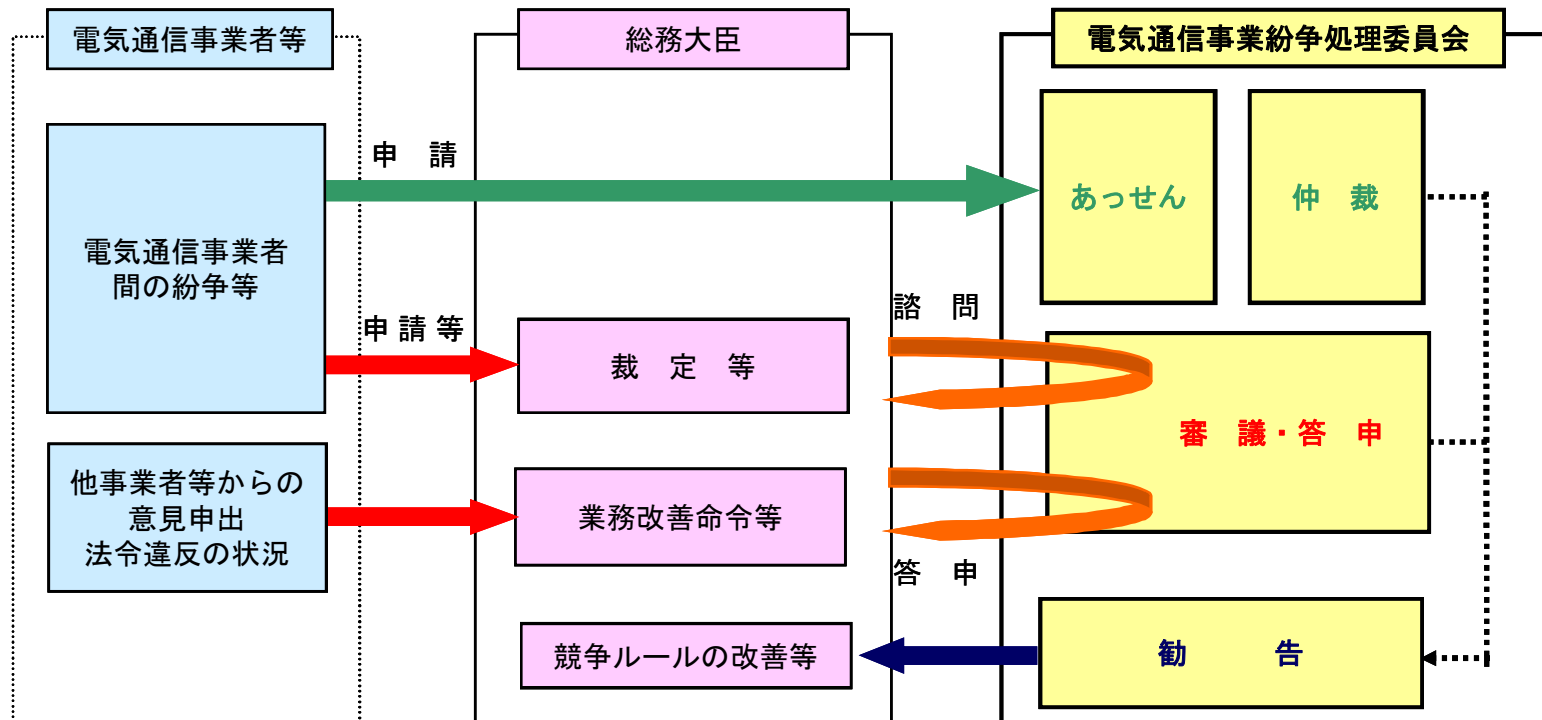 電気通信事業者等
総務大臣
電気通信事業紛争処理委員会
申　請
あっせん
仲　裁
電気通信事業者
間の紛争等
諮　問
申 請 等
裁　定　等
審　議・答　申
他事業者等からの
意見申出
法令違反の状況
業務改善命令等
答　申
競争ルールの改善等
勧　　　告